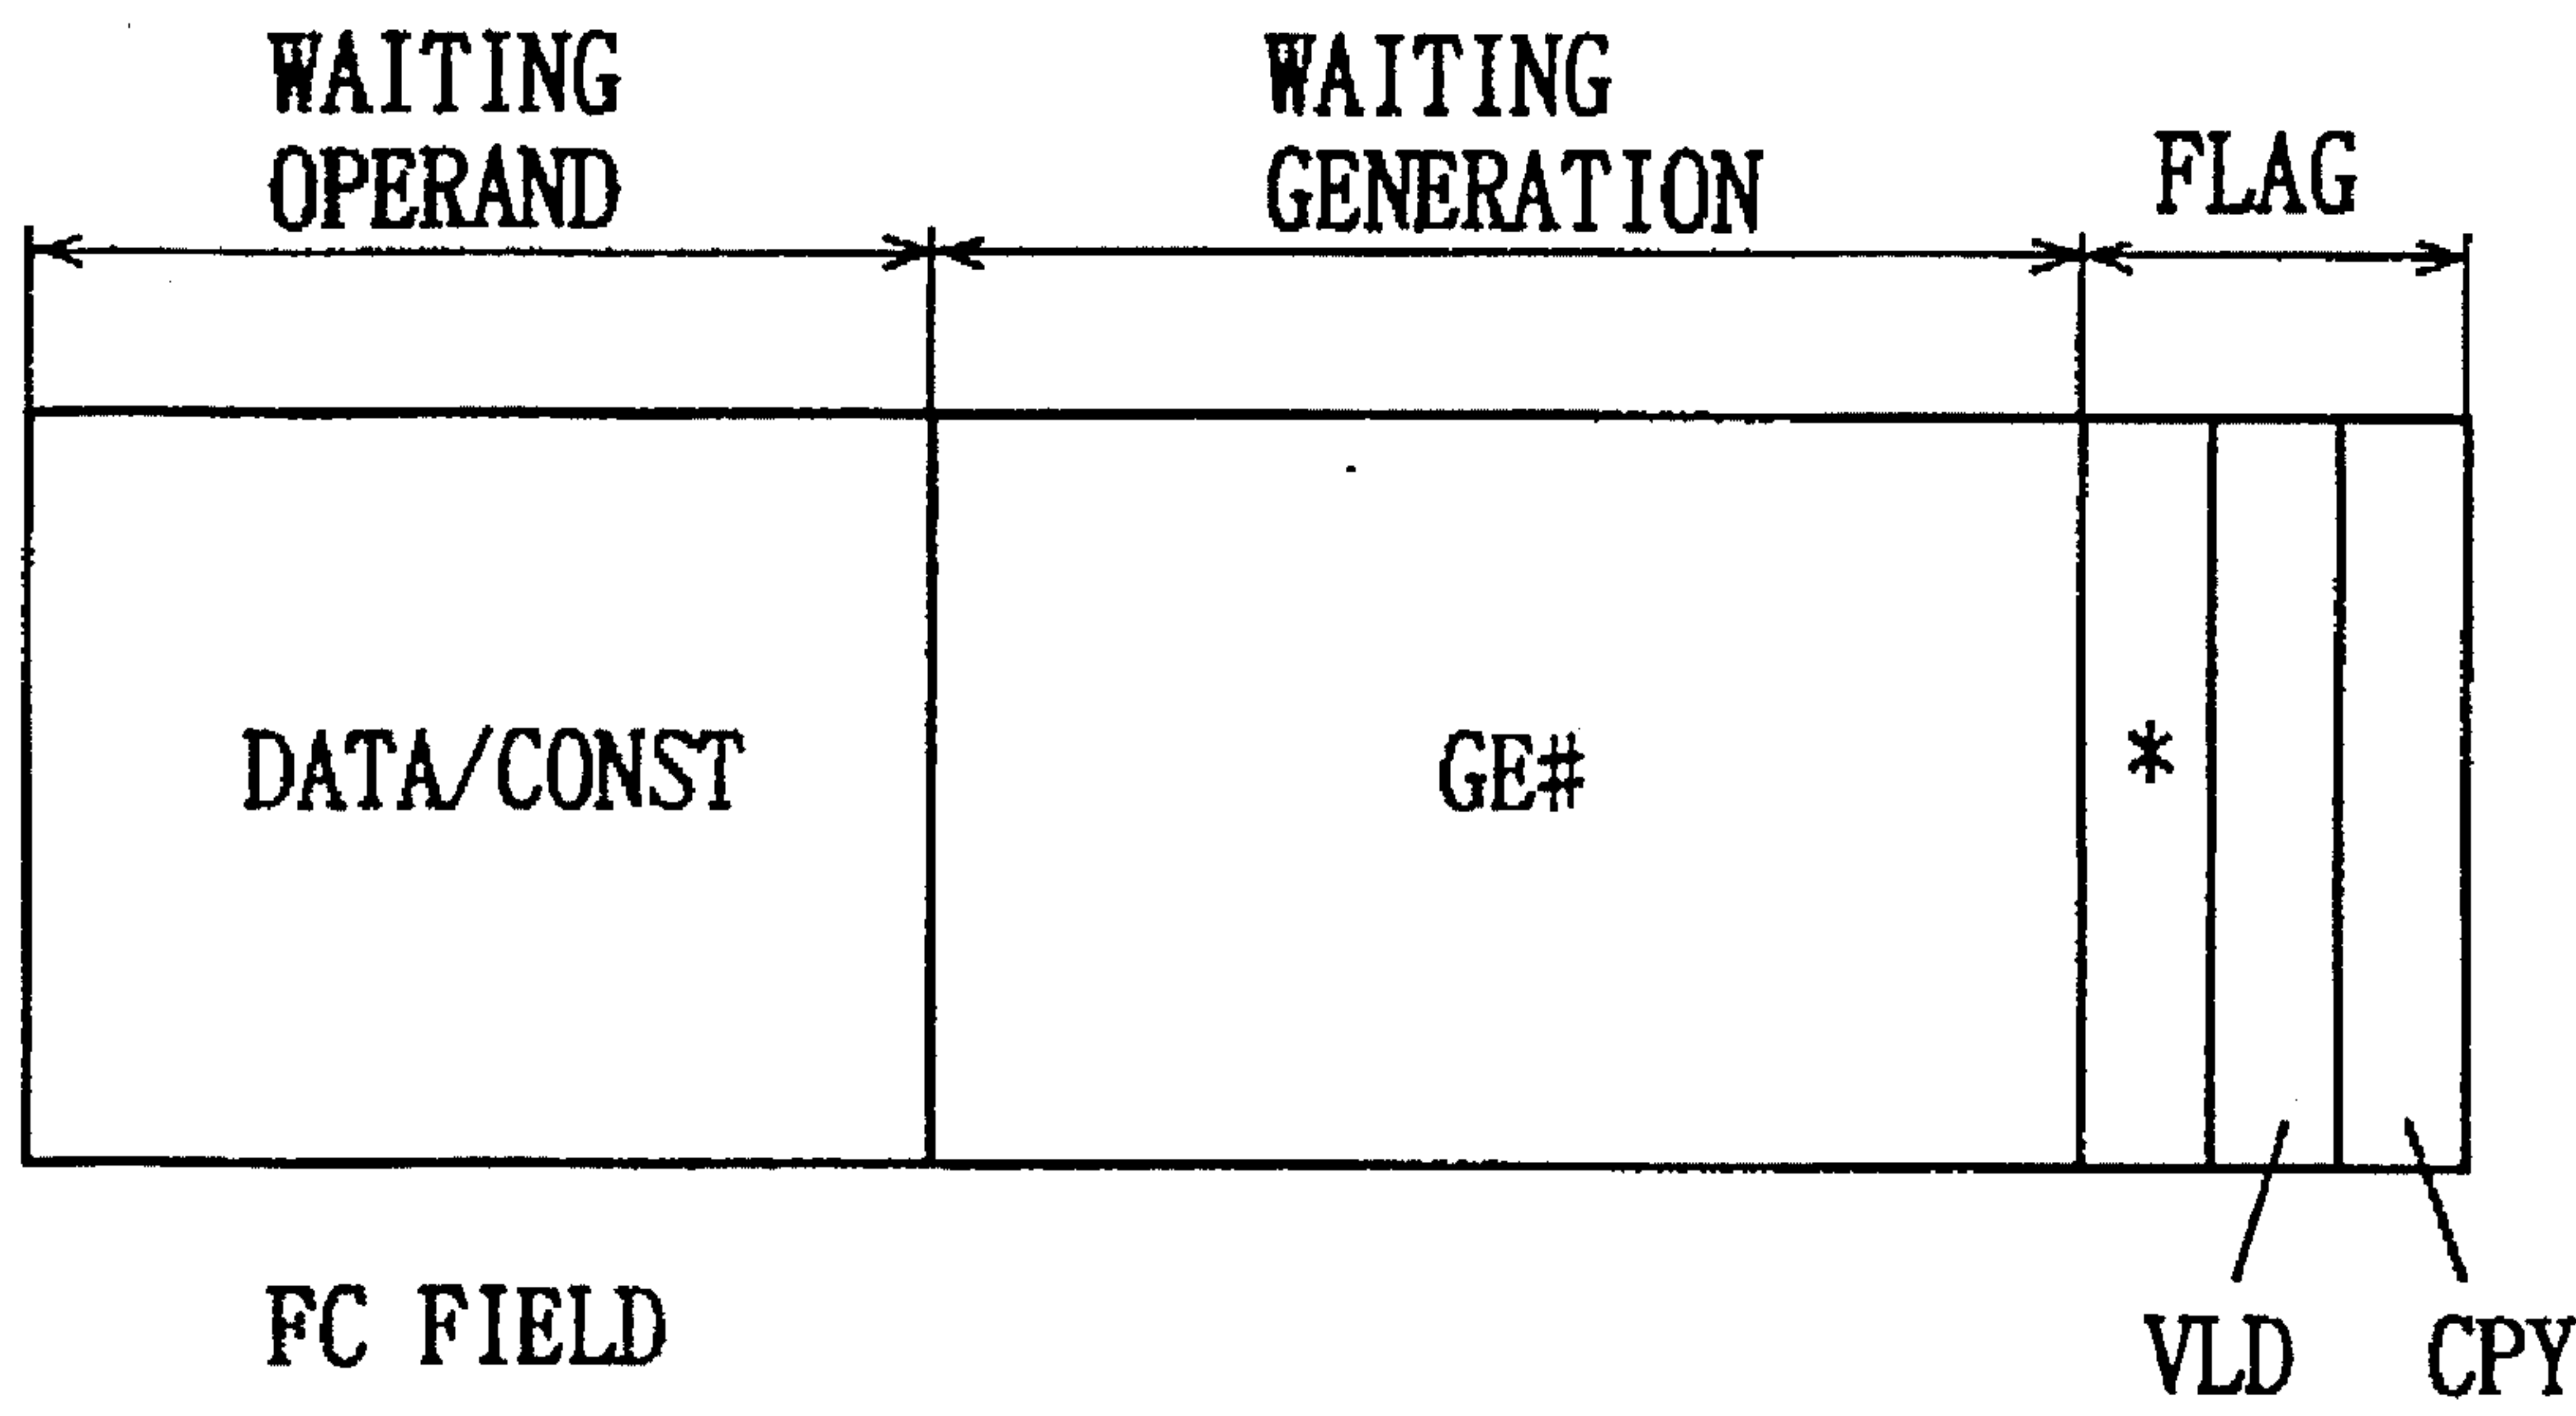 WAITING
OPERAND
WAITING
GENERATION
FLAG
DATA/CONST
GE#
*
FC FIELD
VLD
CPY